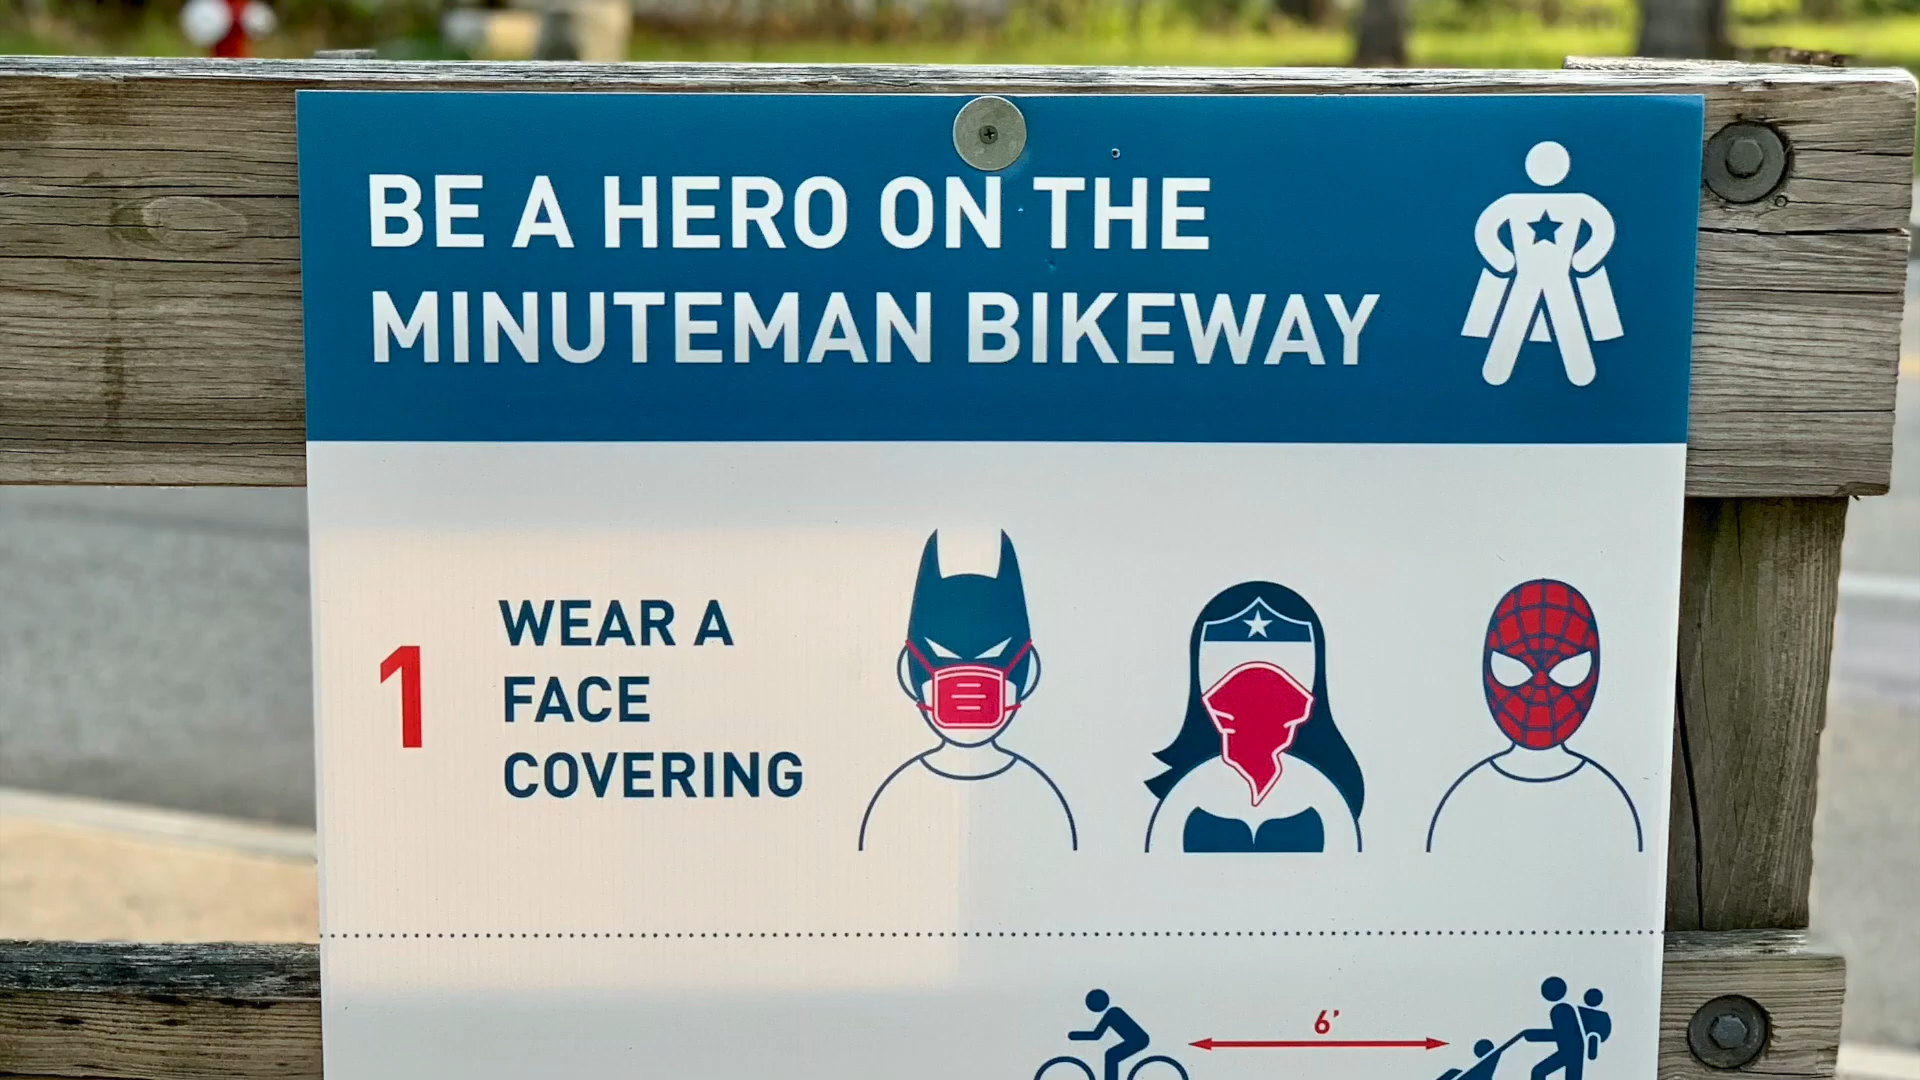 BE A HERO ON THE
MINUTEMAN BIKEWAY
1
WEAR A
FACE
COVERING
6'